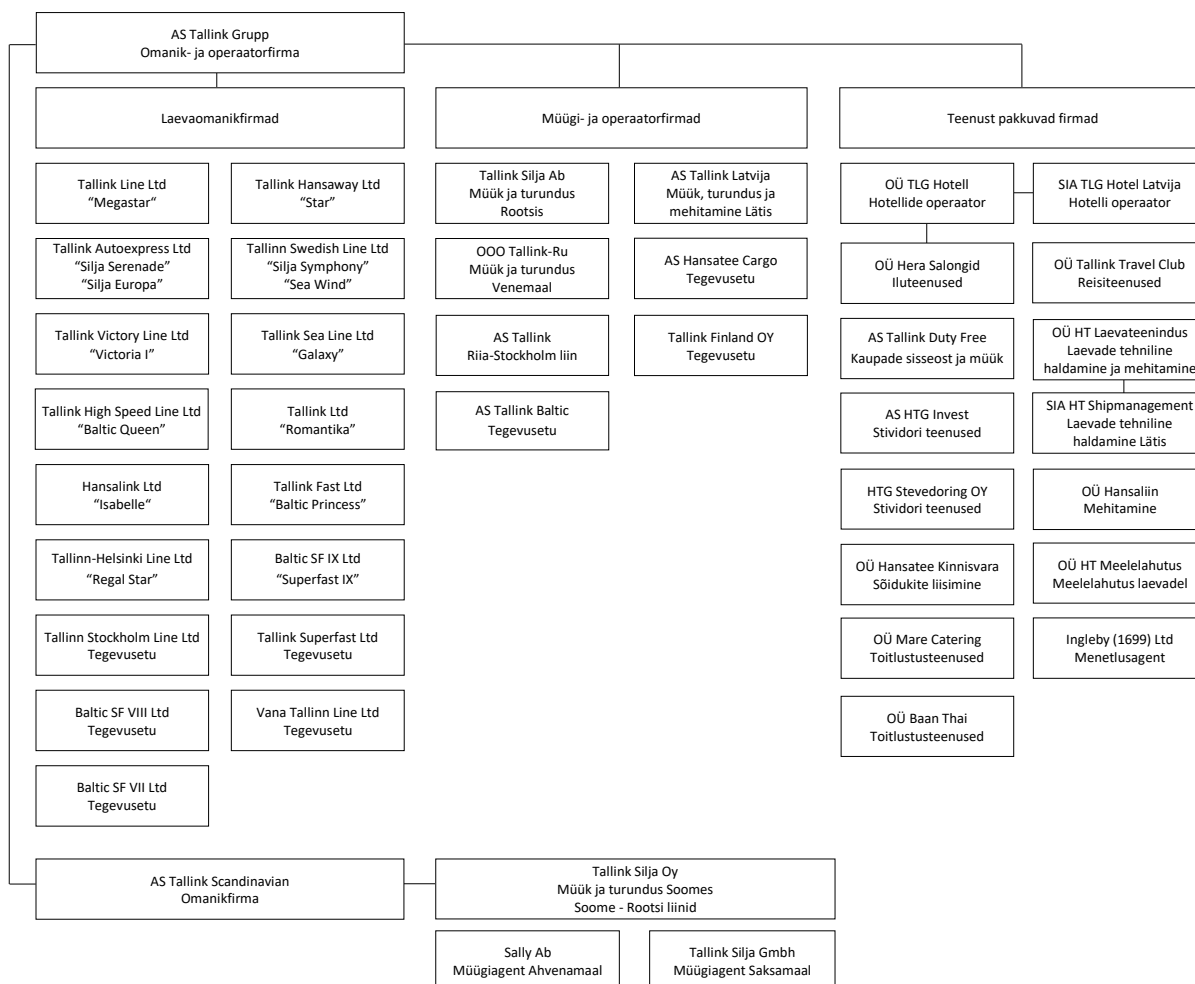 AS Tallink Grupp
Omanik- ja operaatorfirma
Laevaomanikfirmad
Müügi- ja operaatorfirmad
Teenust pakkuvad firmad
Tallink Line Ltd
“Megastar“
Tallink Hansaway Ltd
“Star”
Tallink Autoexpress Ltd
“Silja Serenade”
“Silja Europa”
Tallinn Swedish Line Ltd
“Silja Symphony”
“Sea Wind”
Tallink Victory Line Ltd
“Victoria I”
Tallink Sea Line Ltd
“Galaxy”
Tallink High Speed Line Ltd
“Baltic Queen”
Tallink Ltd
“Romantika”
Hansalink Ltd
“Isabelle“
Tallink Fast Ltd
“Baltic Princess”
Tallinn-Helsinki Line Ltd
“Regal Star”
Baltic SF IX Ltd
“Superfast IX”
Tallinn Stockholm Line Ltd
Tegevusetu
Tallink Superfast Ltd
Tegevusetu
Baltic SF VIII Ltd
Tegevusetu
Vana Tallinn Line Ltd
Tegevusetu
Baltic SF VII Ltd
Tegevusetu
Tallink Silja Ab
Müük ja turundus
Rootsis
AS Tallink Latvija
Müük, turundus ja
mehitamine Lätis
OOO Tallink-Ru
Müük ja turundus
Venemaal
AS Hansatee Cargo
Tegevusetu
AS Tallink
Riia-Stockholm liin
Tallink Finland OY
Tegevusetu
AS Tallink Baltic
Tegevusetu
OÜ TLG Hotell
Hotellide operaator
SIA TLG Hotel Latvija
Hotelli operaator
OÜ Hera Salongid
Iluteenused
OÜ Tallink Travel Club
Reisiteenused
AS Tallink Duty Free
Kaupade sisseost ja müük
OÜ HT Laevateenindus
Laevade tehniline
haldamine ja mehitamine
AS HTG Invest
Stividori teenused
SIA HT Shipmanagement
Laevade tehniline
haldamine Lätis
HTG Stevedoring OY
Stividori teenused
OÜ Hansaliin
Mehitamine
OÜ Hansatee Kinnisvara
Sõidukite liisimine
OÜ HT Meelelahutus
Meelelahutus laevadel
OÜ Mare Catering
Toitlustusteenused
Ingleby (1699) Ltd
Menetlusagent
OÜ Baan Thai
Toitlustusteenused
AS Tallink Scandinavian
Omanikfirma
Tallink Silja Oy
Müük ja turundus Soomes
Soome - Rootsi liinid
Sally Ab
Müügiagent Ahvenamaal
Tallink Silja Gmbh
Müügiagent Saksamaal